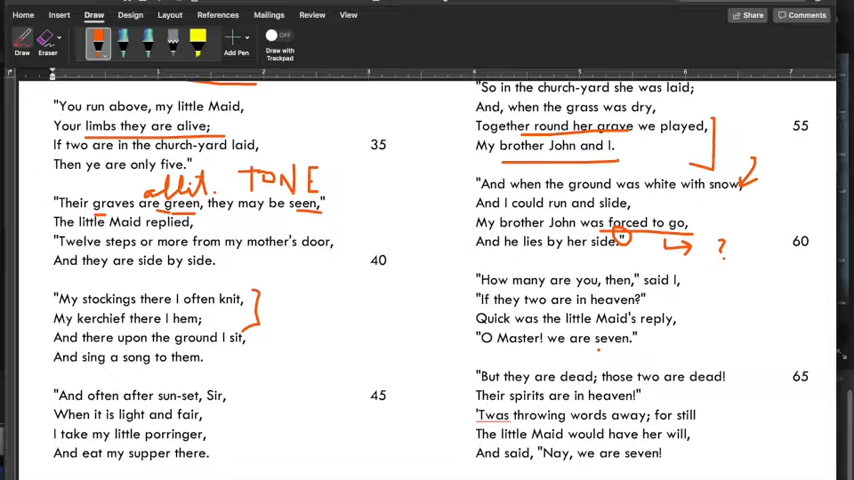 Home Insert Draw Design Layout References Mailings Review View
Share Comments
Draw Eraser Add Pen Draw with Trackpad OFF
2 3 4 5 6 7
"You run above, my little Maid,
Your limbs they are alive;
If two are in the church-yard laid, 35
Then ye are only five."
allit. TONE
"Their graves are green, they may be seen,"
The little Maid replied,
"Twelve steps or more from my mother's door,
And they are side by side. 40
"My stockings there I often knit,
My kerchief there I hem;
And there upon the ground I sit,
And sing a song to them.
"And often after sun-set, Sir, 45
When it is light and fair,
I take my little porringer,
And eat my supper there.
"So in the church-yard she was laid;
And, when the grass was dry,
Together round her grave we played, 55
My brother John and I.
"And when the ground was white with snow,
And I could run and slide,
My brother John was forced to go,
And he lies by her side." 60
?
"How many are you, then," said I,
"If they two are in heaven?"
Quick was the little Maid's reply,
"O Master! we are seven."
"But they are dead; those two are dead! 65
Their spirits are in heaven!"
'Twas throwing words away; for still
The little Maid would have her will,
And said, "Nay, we are seven!